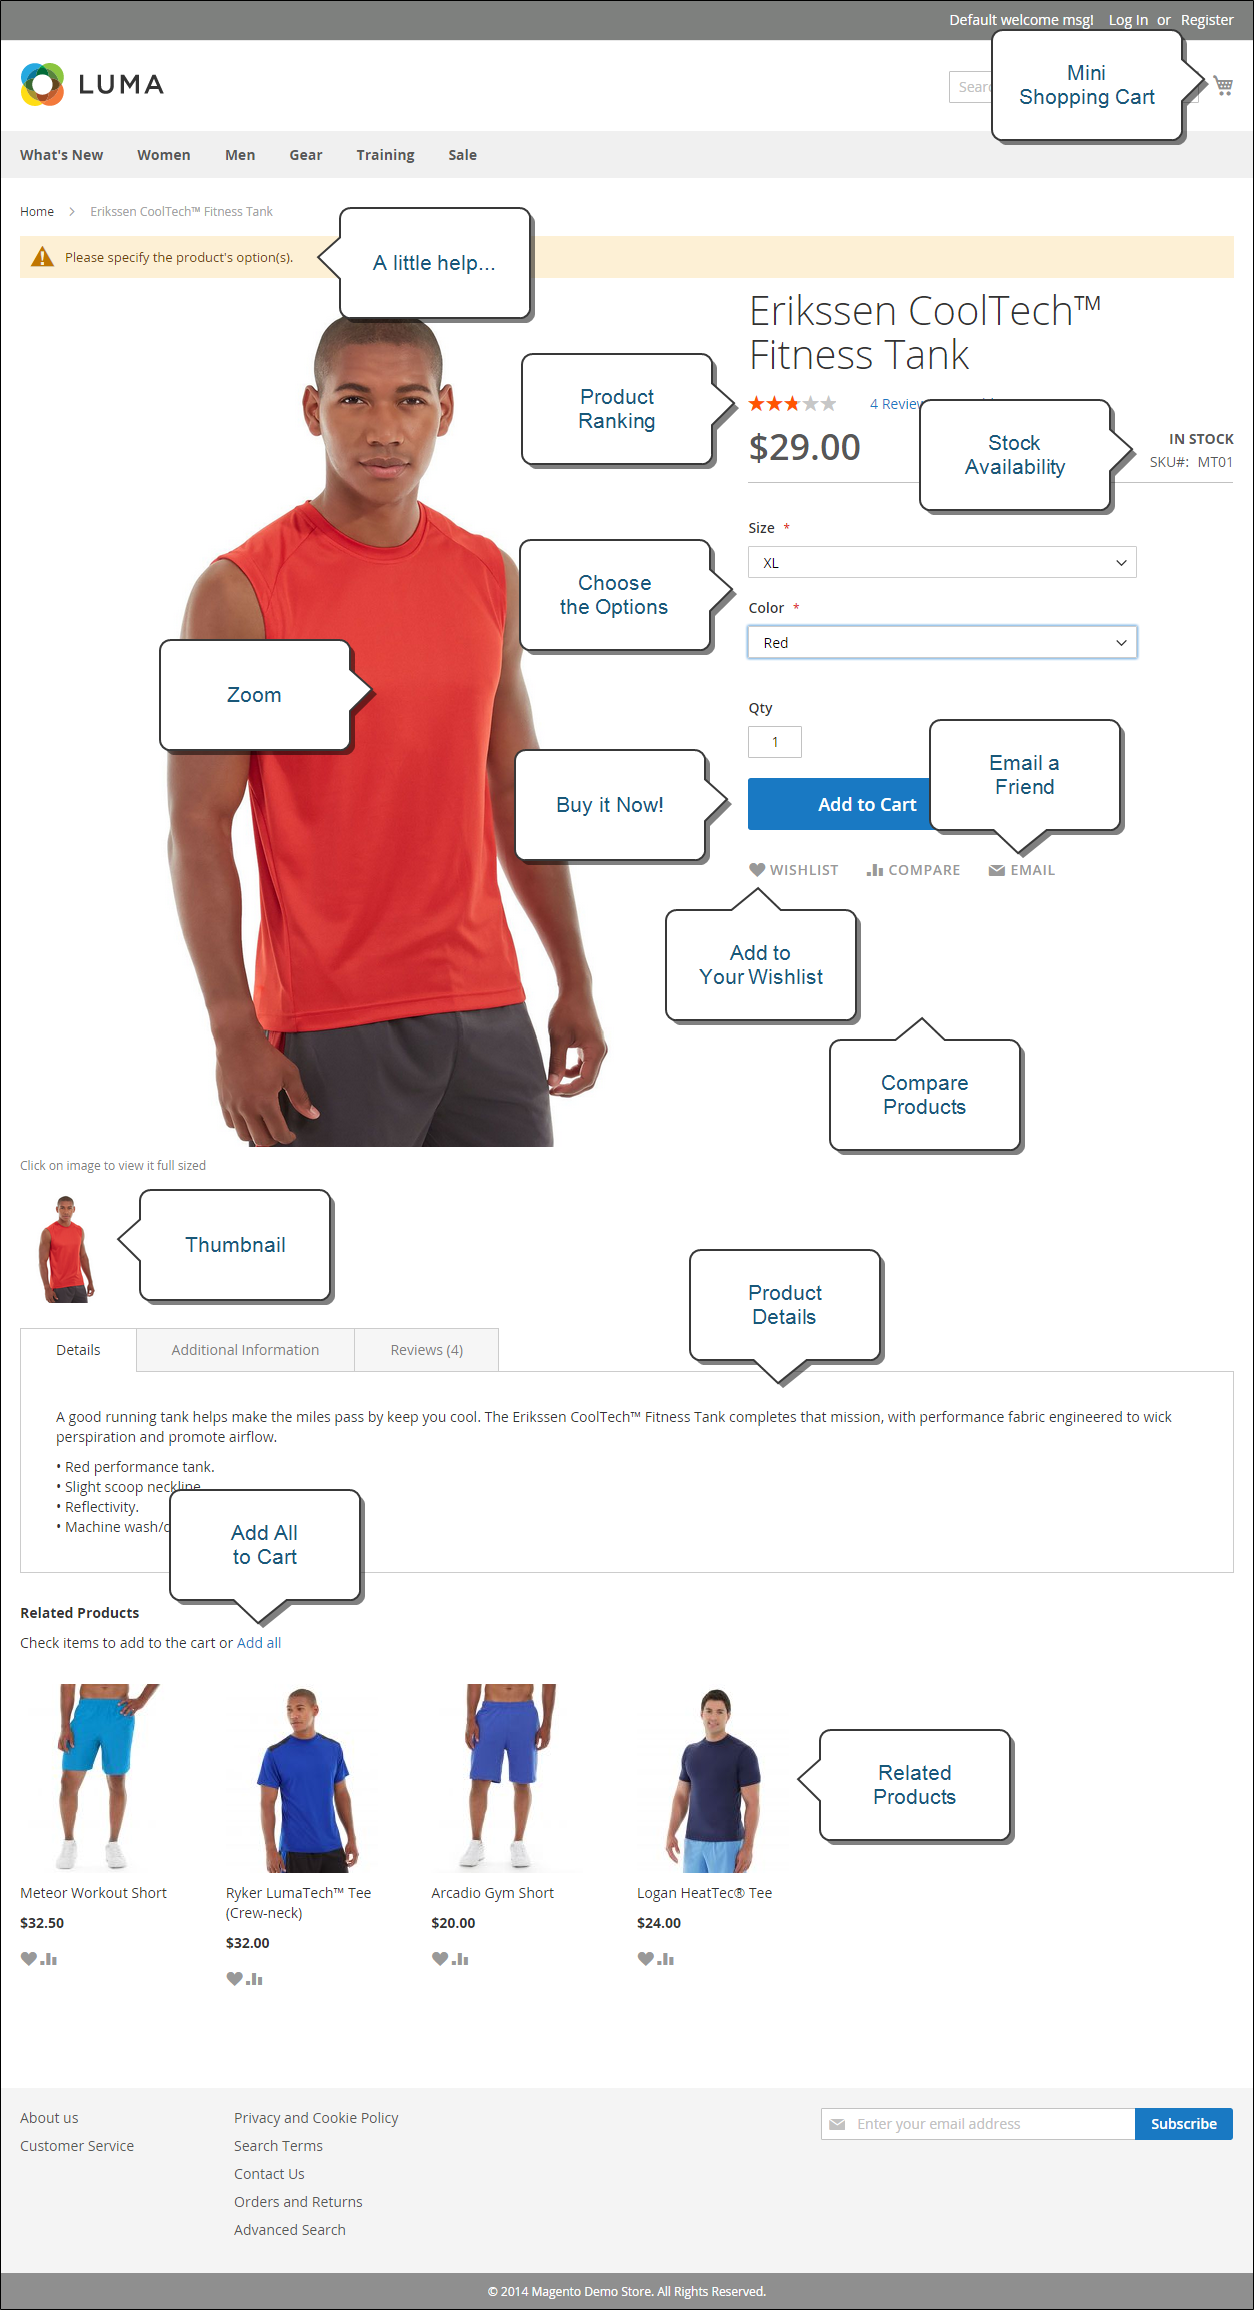 Default welcome msg! Log In or Register
LUMA
Mini
Shopping Cart
What's New Women Men Gear Training Sale
Home > Erikssen CoolTech™ Fitness Tank
Please specify the product's option(s).
A little help...
Erikssen CoolTech™
Fitness Tank
Product
Ranking
4
$29.00
Stock
Availability
IN STOCK
SKU#: MT01
Size *
XL
Choose
the Options
Color *
Red
Zoom
Qty
1
Email a
Friend
Buy it Now!
Add to Cart
WISHLIST COMPARE EMAIL
Add to
Your Wishlist
Compare
Products
Click on image to view it full sized
Thumbnail
Product
Details
Details Additional Information Reviews (4)
A good running tank helps make the miles pass by keep you cool. The Erikssen CoolTech™ Fitness Tank completes that mission, with performance fabric engineered to wick
perspiration and promote airflow.
• Red performance tank.
• Slight scoop neckline
• Reflectivity.
• Machine wash/
Add All
to Cart
Related Products
Check items to add to the cart or Add all
Related
Products
Meteor Workout Short
$32.50
Ryker LumaTech™ Tee
(Crew-neck)
$32.00
Arcadio Gym Short
$20.00
Logan HeatTec® Tee
$24.00
About us
Customer Service
Privacy and Cookie Policy
Search Terms
Contact Us
Orders and Returns
Advanced Search
Enter your email address Subscribe
© 2014 Magento Demo Store. All Rights Reserved.